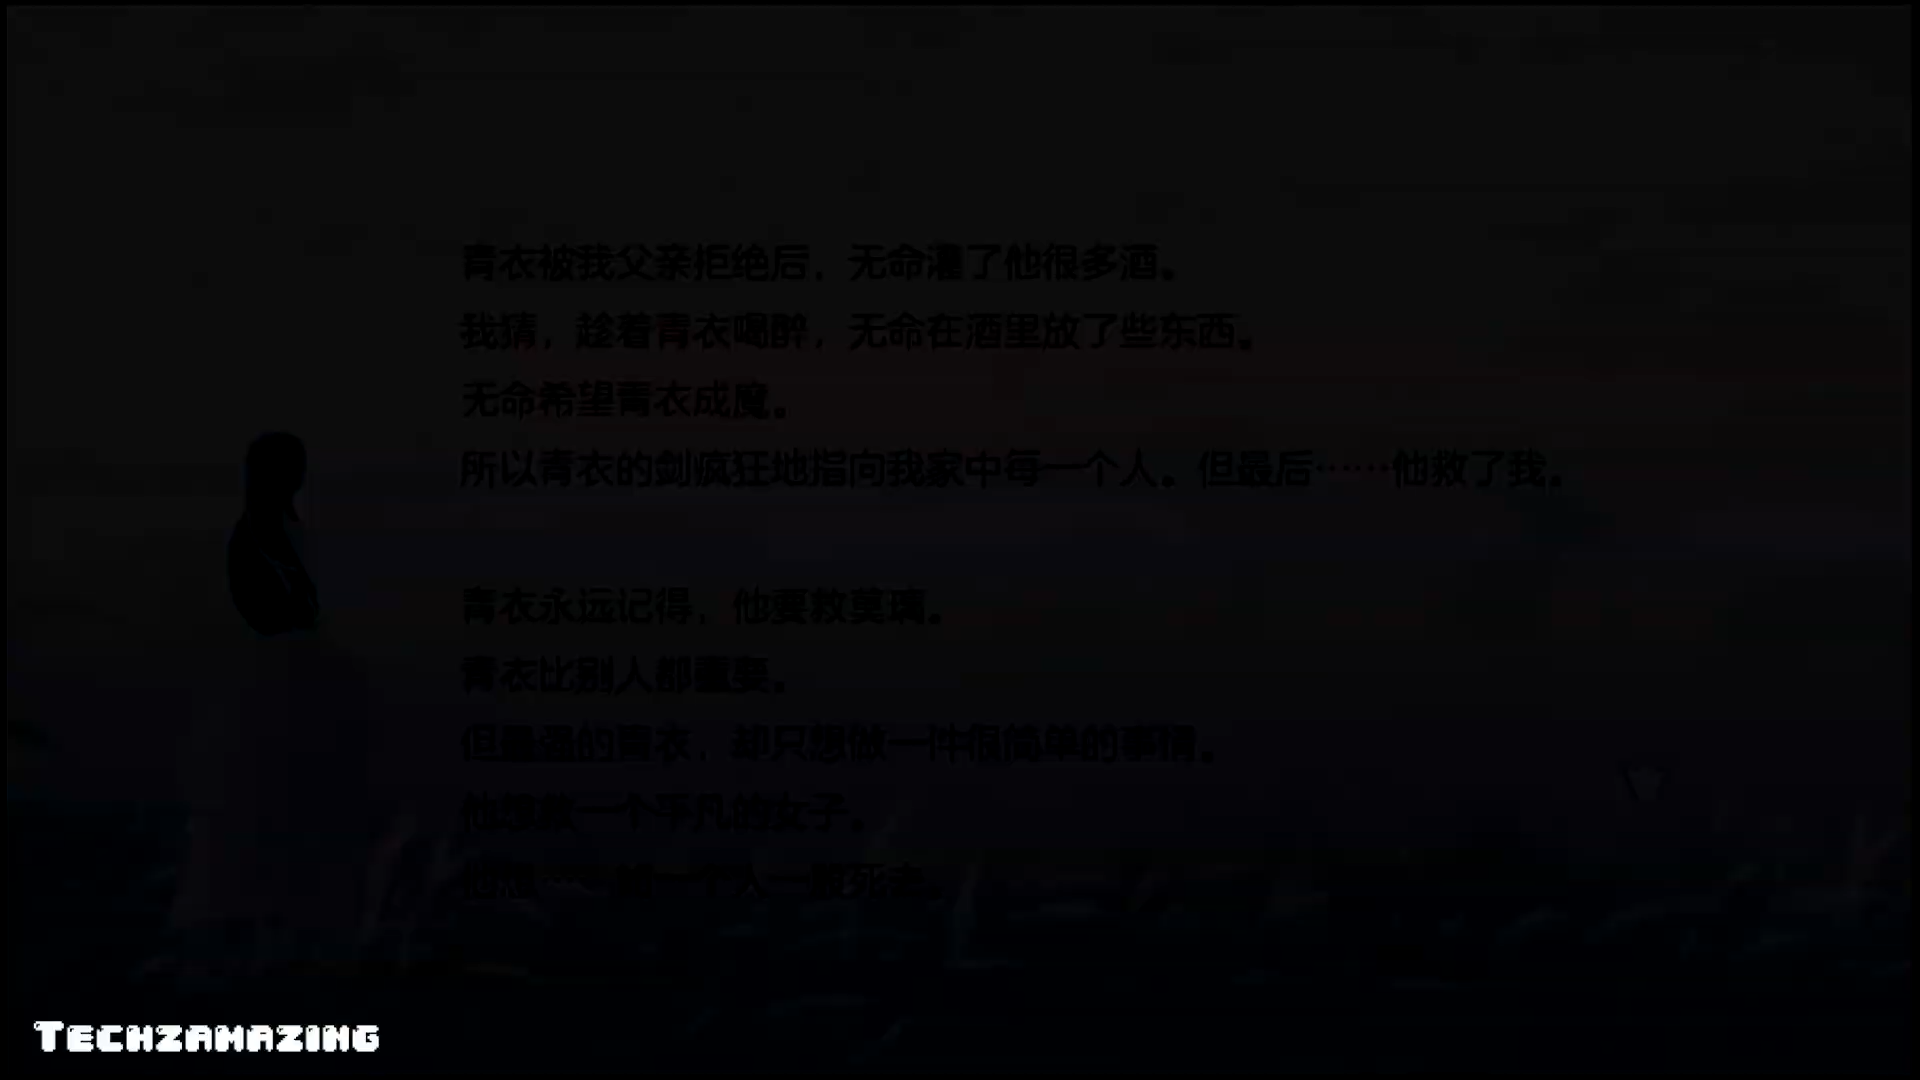 青衣被我父亲拒绝后，无命灌了他很多酒。
我猜，趁着青衣喝醉，无命在酒里放了些东西。
无命希望青衣成魔。
所以青衣的剑疯狂地指向我家中每一个人。但最后……他救了我。
青衣永远记得，他要救莫璃。
青衣比别人都重要。
但最强的青衣，却只想做一件很简单的事情。
他想救一个平凡的女子。
TECHZAMAZING